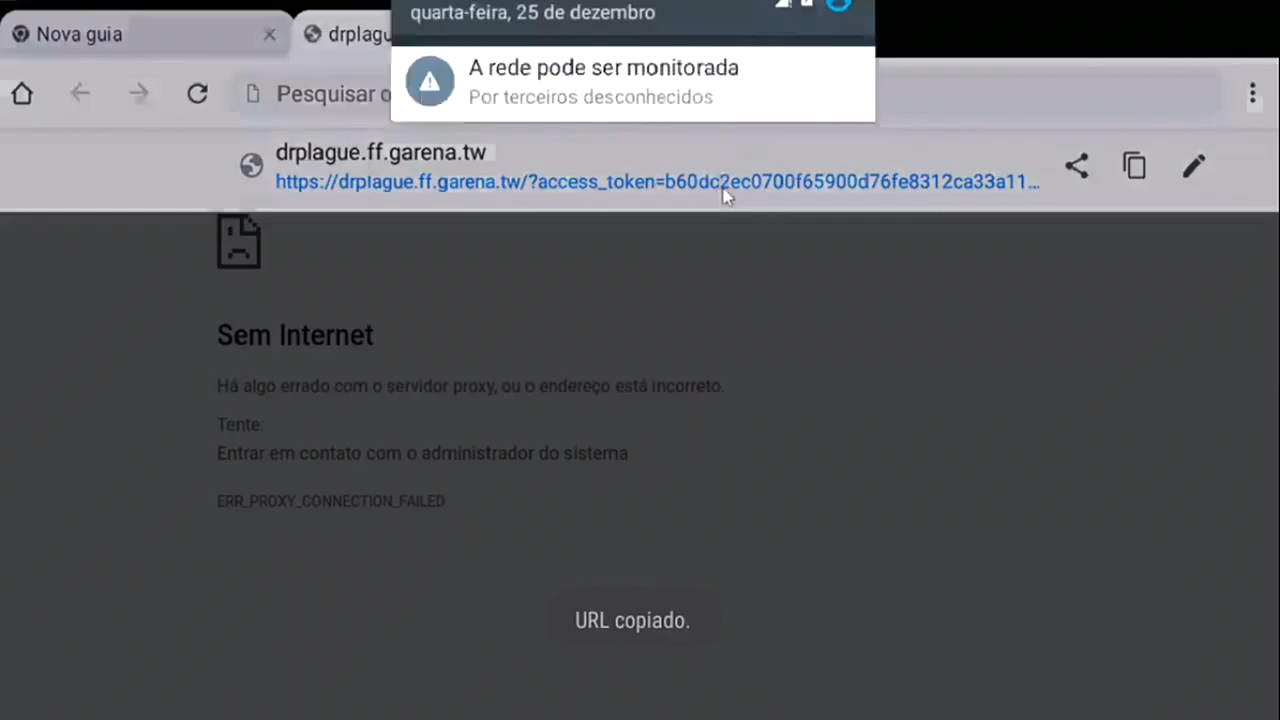 quarta-feira, 25 de dezembro
Nova guia
drplagu
A rede pode ser monitorada
Por terceiros desconhecidos
Pesquisar o
drplague.ff.garena.tw
https://drplague.ff.garena.tw/?access_token=b60dc2ec0700f65900d76fe8312ca33a11...
Sem Internet
Há algo errado com o servidor proxy, ou o endereço está incorreto.
Tente:
Entrar em contato com o administrador do sistema
ERR_PROXY_CONNECTION_FAILED
URL copiado.